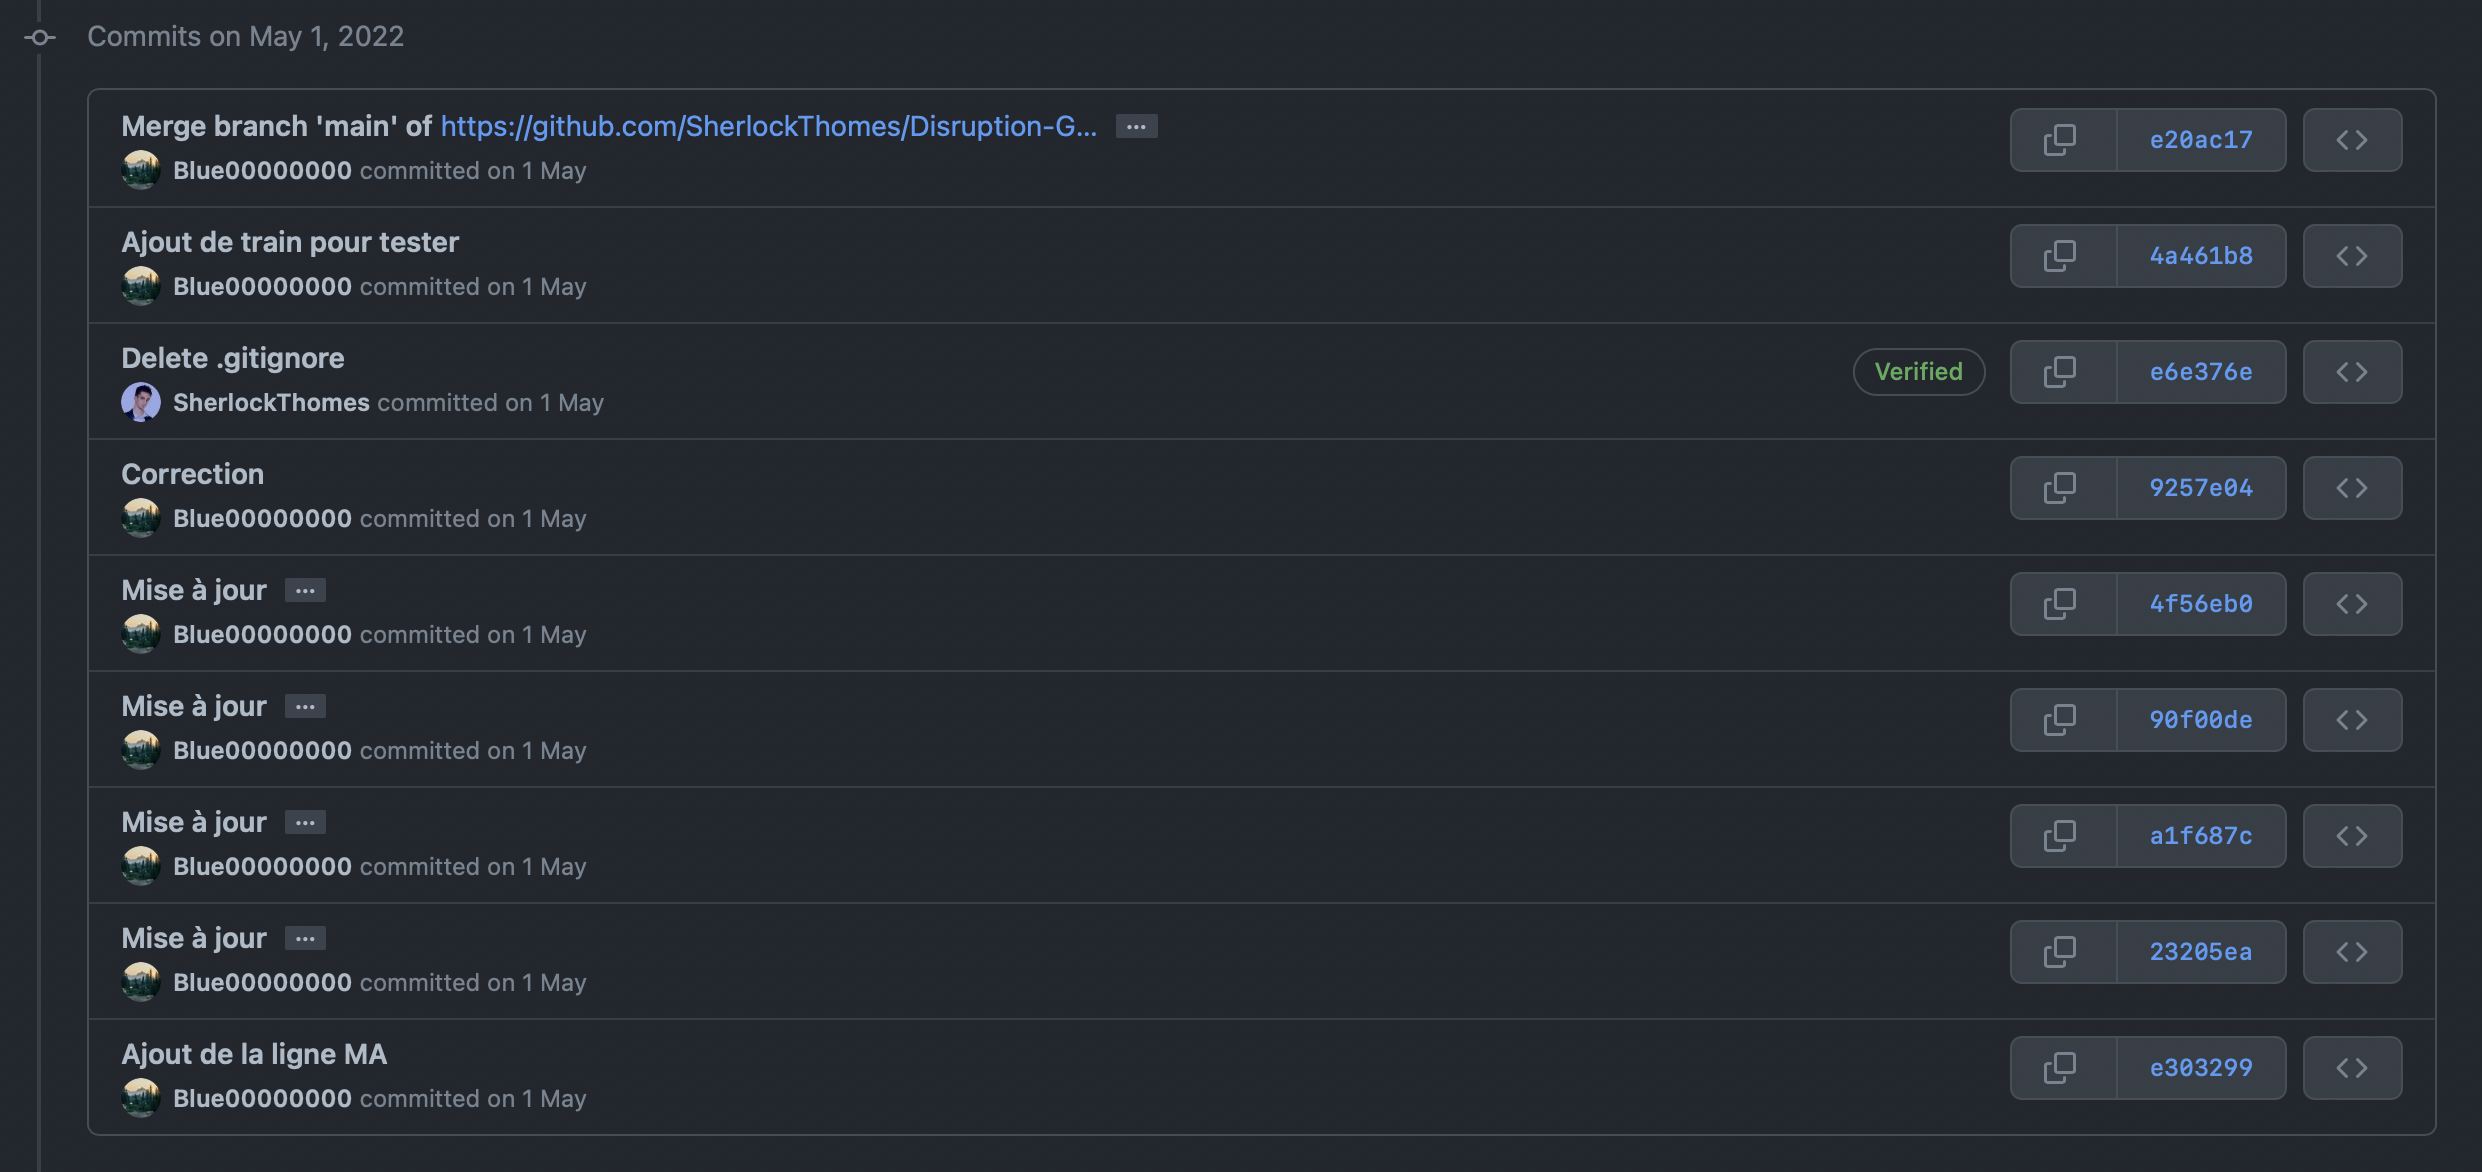 Commits on May 1, 2022
Merge branch 'main' of https://github.com/SherlockThomes/Disruption-G... ...
e20ac17
Blue00000000 committed on 1 May
Ajout de train pour tester
4a461b8
Blue00000000 committed on 1 May
Delete .gitignore
Verified
e6e376e
SherlockThomes committed on 1 May
Correction
9257e04
Blue00000000 committed on 1 May
Mise à jour ...
4f56eb0
Blue00000000 committed on 1 May
Mise à jour ...
90f00de
Blue00000000 committed on 1 May
Mise à jour ...
a1f687c
Blue00000000 committed on 1 May
Mise à jour ...
23205ea
Blue00000000 committed on 1 May
Ajout de la ligne MA
e303299
Blue00000000 committed on 1 May